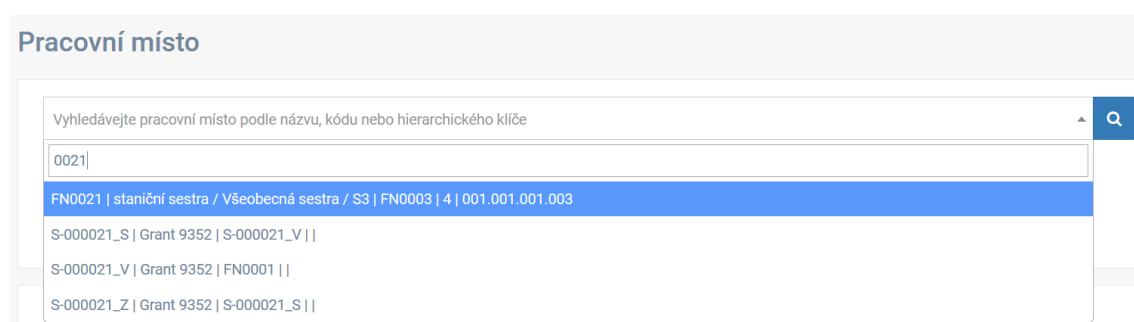 Pracovní místo
Vyhledávejte pracovní místo podle názvu, kódu nebo hierarchického klíče
0021
FN0021 | staniční sestra / Všeobecná sestra / S3 | FN0003 | 4 | 001.001.001.003
S-000021_S | Grant 9352 | S-000021_V | |
S-000021_V | Grant 9352 | FN0001 | |
S-000021_Z | Grant 9352 | S-000021_S | |